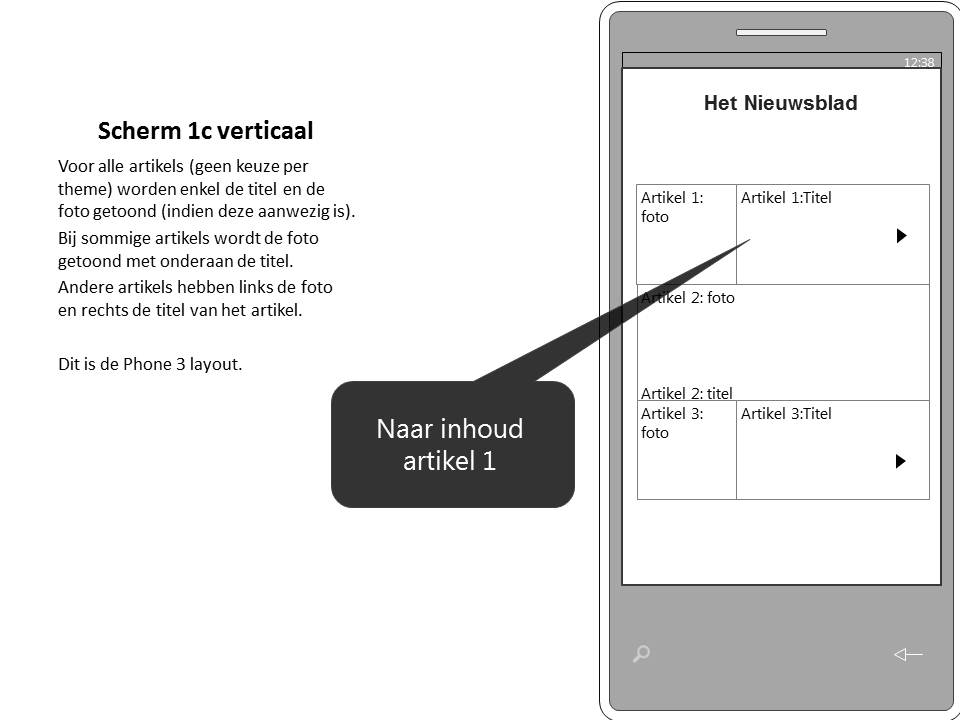 Scherm 1c verticaal
Voor alle artikels (geen keuze per
theme) worden enkel de titel en de
foto getoond (indien deze aanwezig is).
Bij sommige artikels wordt de foto
getoond met onderaan de titel.
Andere artikels hebben links de foto
en rechts de titel van het artikel.
Dit is de Phone 3 layout.
Naar inhoud
artikel 1
12:38
Het Nieuwsblad
Artikel 1:
foto
Artikel 1:Titel
Artikel 2: foto
Artikel 2: titel
Artikel 3:
foto
Artikel 3:Titel